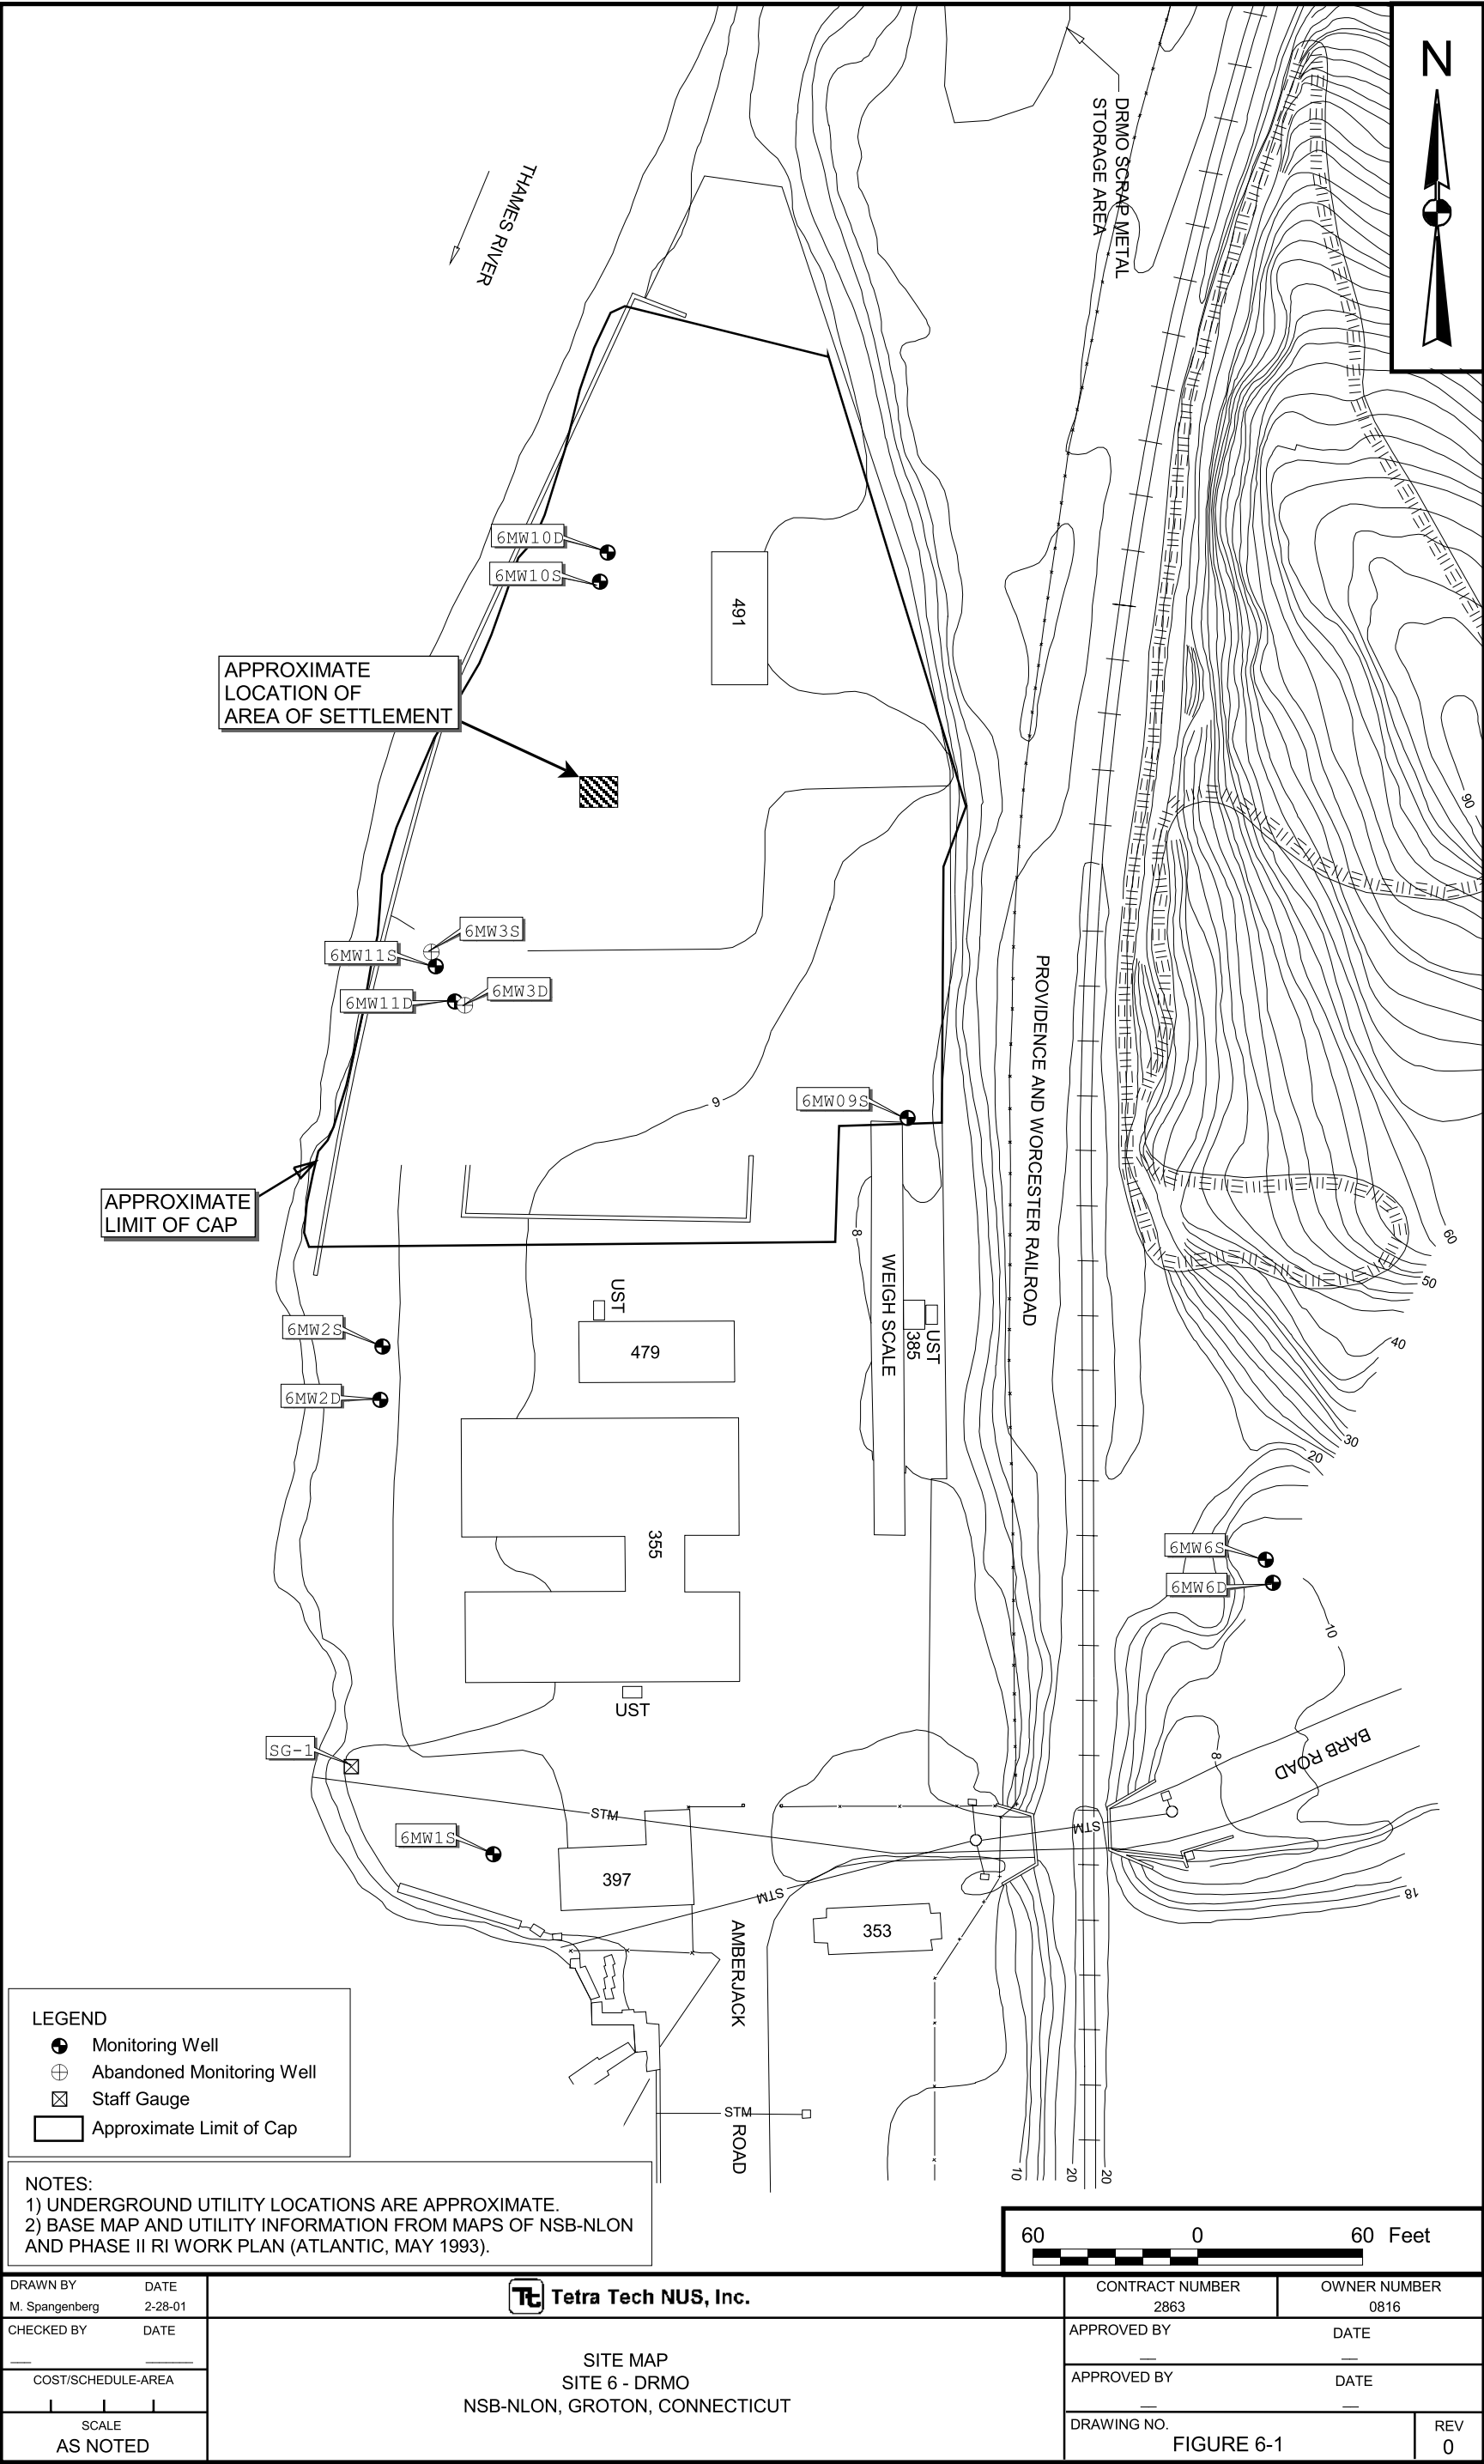 N
DRMO SCRAP METAL
STORAGE AREA
THAMES RIVER
6MW10D
6MW10S
491
APPROXIMATE
LOCATION OF
AREA OF SETTLEMENT
90
6MW3S
6MW11S
6MW3D
6MW11D
PROVIDENCE AND WORCESTER RAILROAD
9
6MW09S
APPROXIMATE
LIMIT OF CAP
8
WEIGH SCALE
60
50
UST
479
UST
385
40
6MW2S
6MW2D
30
20
355
6MW6S
6MW6D
10
UST
SG-1
BARB ROAD
8
STM
STM
6MW1S
397
STM
18
353
AMBERJACK
ROAD
STM
10
20
20
LEGEND
Monitoring Well
Abandoned Monitoring Well
Staff Gauge
Approximate Limit of Cap
NOTES:
1) UNDERGROUND UTILITY LOCATIONS ARE APPROXIMATE.
2) BASE MAP AND UTILITY INFORMATION FROM MAPS OF NSB-NLON
AND PHASE II RI WORK PLAN (ATLANTIC, MAY 1993).
60 0 60 Feet
DRAWN BY DATE
M. Spangenberg 2-28-01
CHECKED BY DATE
COST/SCHEDULE-AREA
SCALE
AS NOTED
Tt Tetra Tech NUS, Inc.
SITE MAP
SITE 6 - DRMO
NSB-NLON, GROTON, CONNECTICUT
CONTRACT NUMBER
2863
OWNER NUMBER
0816
APPROVED BY DATE
APPROVED BY DATE
DRAWING NO.
FIGURE 6-1
REV
0